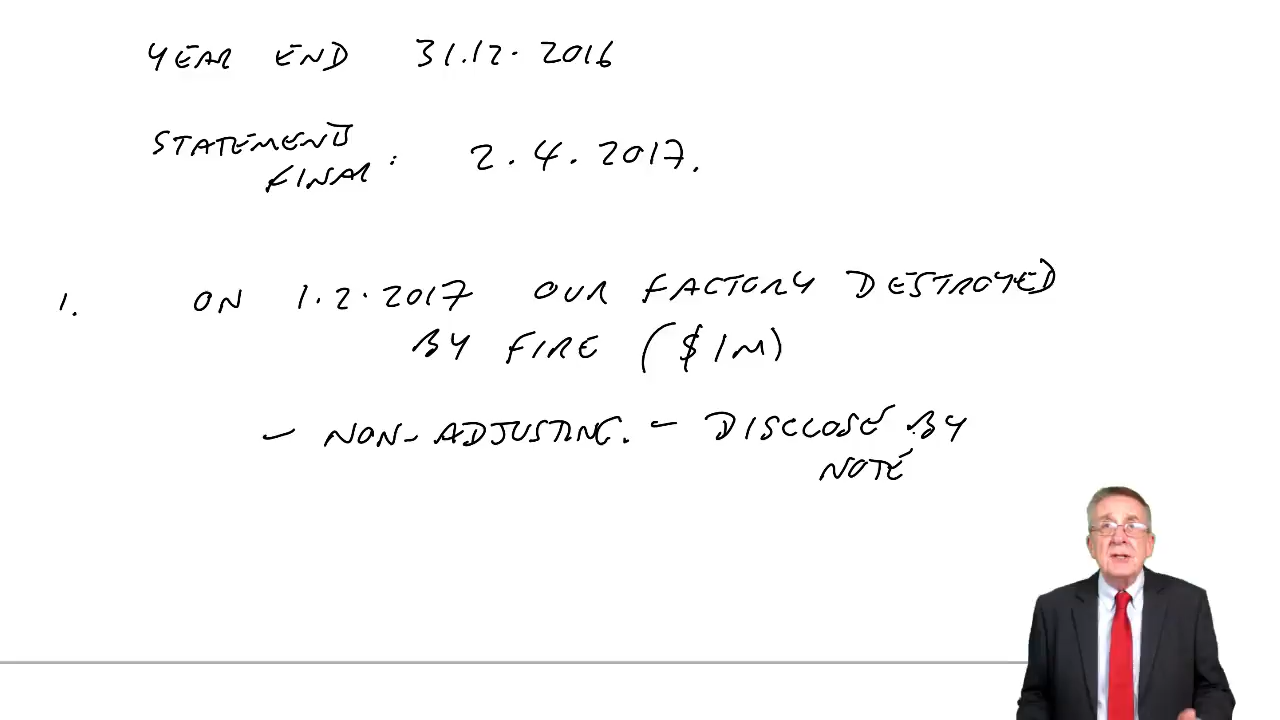 YEAR END 31.12.2016
STATEMENTS
FINAL : 2.4.2017.
1. ON 1.2.2017 OUR FACTORY DESTROYED
BY FIRE ($1M)
- NON-ADJUSTING. - DISCLOSE BY
NOTE